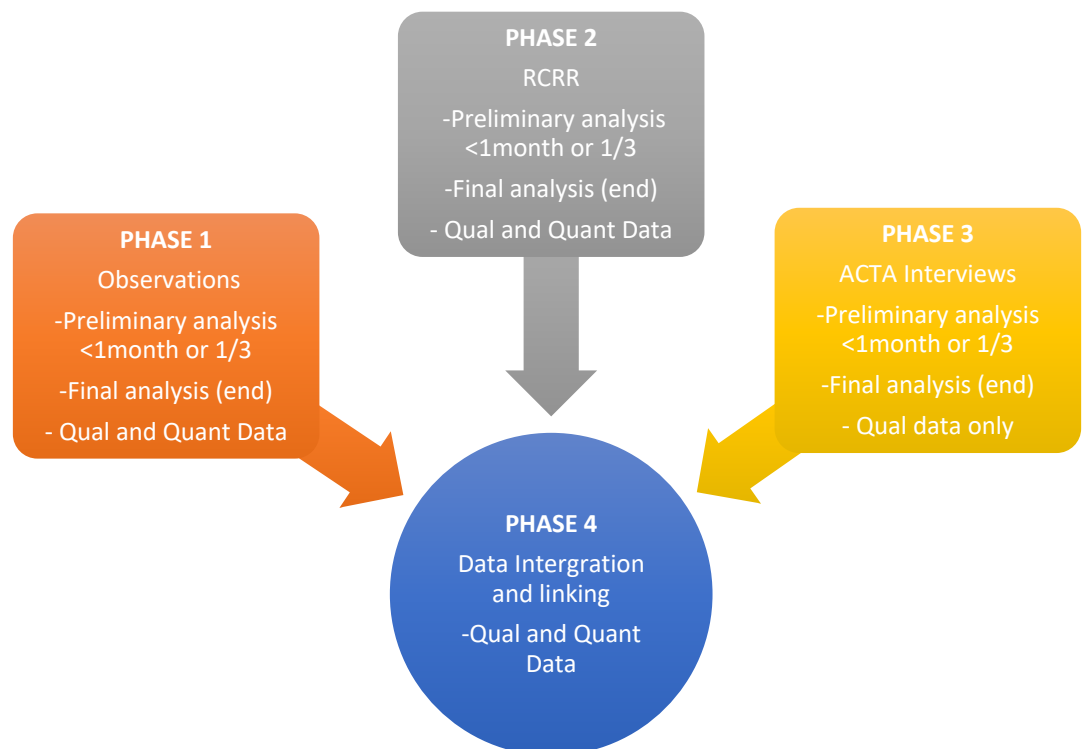 PHASE 1
Observations
-Preliminary analysis
<1month or 1/3
-Final analysis (end)
- Qual and Quant Data
PHASE 2
RCRR
-Preliminary analysis
<1month or 1/3
-Final analysis (end)
- Qual and Quant Data
PHASE 3
ACTA Interviews
-Preliminary analysis
<1month or 1/3
-Final analysis (end)
- Qual data only
PHASE 4
Data Intergration
and linking
-Qual and Quant
Data